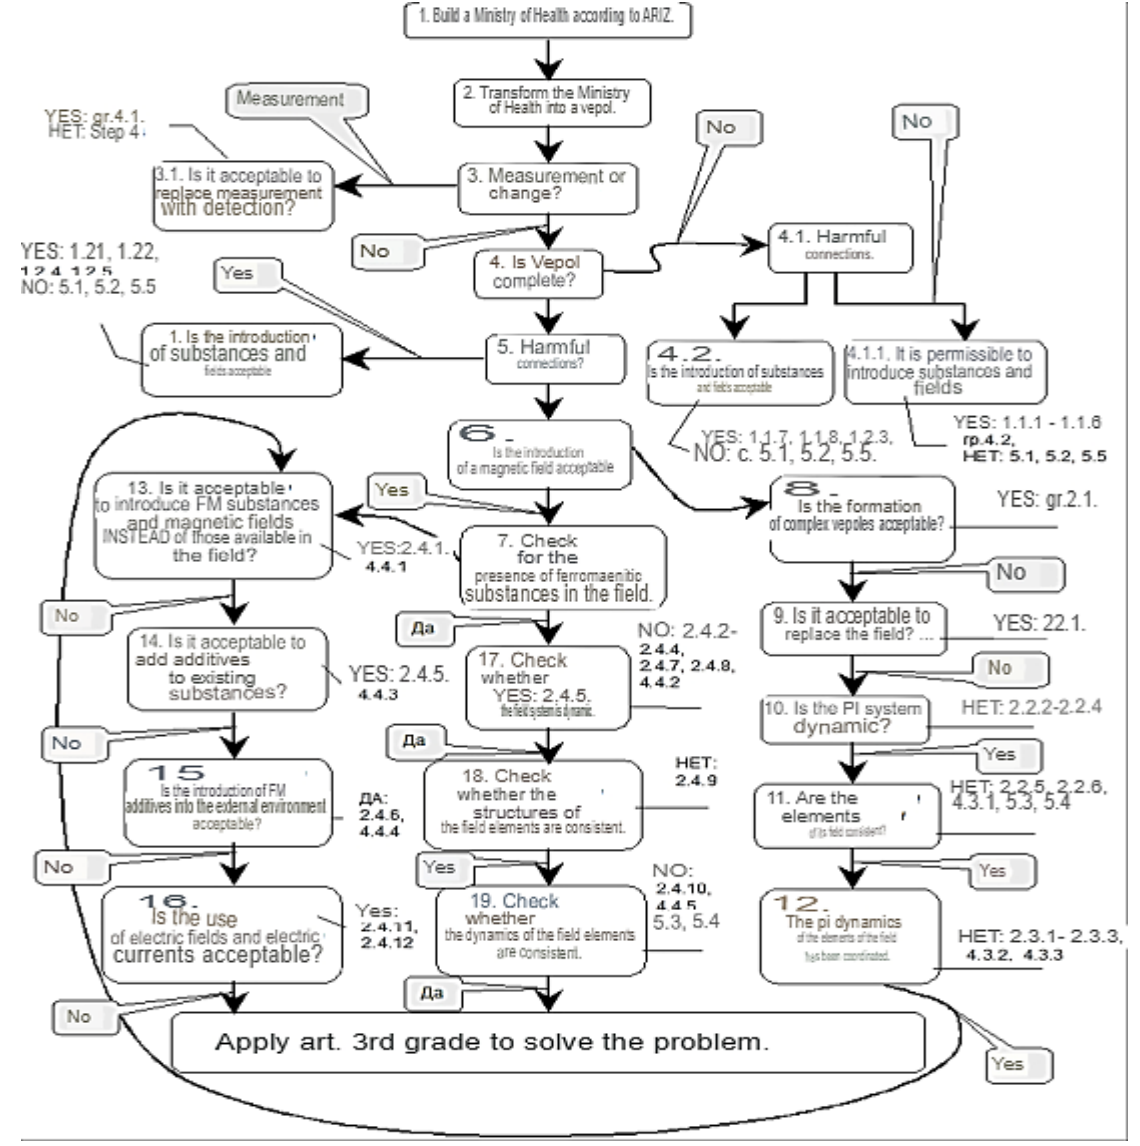 1. Build a Ministry of Health according to ARIZ.
2. Transform the Ministry
of Health into a vepol.
Measurement
YES: gr.4.1.
НЕТ: Step 4
3.1. Is it acceptable to
replace measurement
with detection?
3. Measurement or
change?
No
No
No
4. Is Vepol
complete?
4.1. Harmful
connections.
YES: 1.21, 1.22,
1.2.4, 1.2.5
NO: 5.1, 5.2, 5.5
Yes
1. Is the introduction
of substances and
fields acceptable
5. Harmful
connections?
4.2.
Is the introduction of substances
and fields acceptable
4.1.1. It is permissible to
introduce substances and
fields
YES: 1.1.7, 1.1.8, 1.2.3,
NO: c. 5.1, 5.2, 5.5.
YES: 1.1.1 - 1.1.6
гр.4.2,
НЕТ: 5.1, 5.2, 5.5
6.
Is the introduction
of a magnetic field acceptable
Yes
13. Is it acceptable
to introduce FM substances
and magnetic fields
INSTEAD of those available in
the field?
YES:2.4.1.
4.4.1
7. Check
for the
presence of ferromaenitic
substances in the field.
8.
Is the formation
of complex vepoles acceptable?
YES: gr.2.1.
No
No
14. Is it acceptable to
add additives
to existing
substances?
YES: 2.4.5.
4.4.3
Да
17. Check
whether
YES: 2.4.5.
the field system is dynamic.
NO: 2.4.2-
2.4.4,
2.4.7, 2.4.8,
4.4.2
9. Is it acceptable to
replace the field? ...
YES: 22.1.
No
10. Is the PI system
dynamic?
НЕТ: 2.2.2-2.2.4
No
Да
Yes
15
Is the introduction of FM
additives into the external environment
acceptable?
ДА:
2.4.6,
4.4.4
18. Check
whether the
structures of
the field elements are consistent.
НЕТ:
2.4.9
11. Are the
elements
of its field consistent?
НЕТ: 2.2.5, 2.2.6,
4.3.1, 5.3, 5.4
No
Yes
Yes
16.
Is the use
of electric fields and electric
currents acceptable?
Yes:
2.4.11,
2.4.12
19. Check
whether
the dynamics of the field elements
are consistent.
NO:
2.4.10,
4.4.5
5.3, 5.4
12.
The pi dynamics
of the elements of the field
has been coordinated.
НЕТ: 2.3.1- 2.3.3,
4.3.2, 4.3.3
No
Да
Yes
Apply art. 3rd grade to solve the problem.